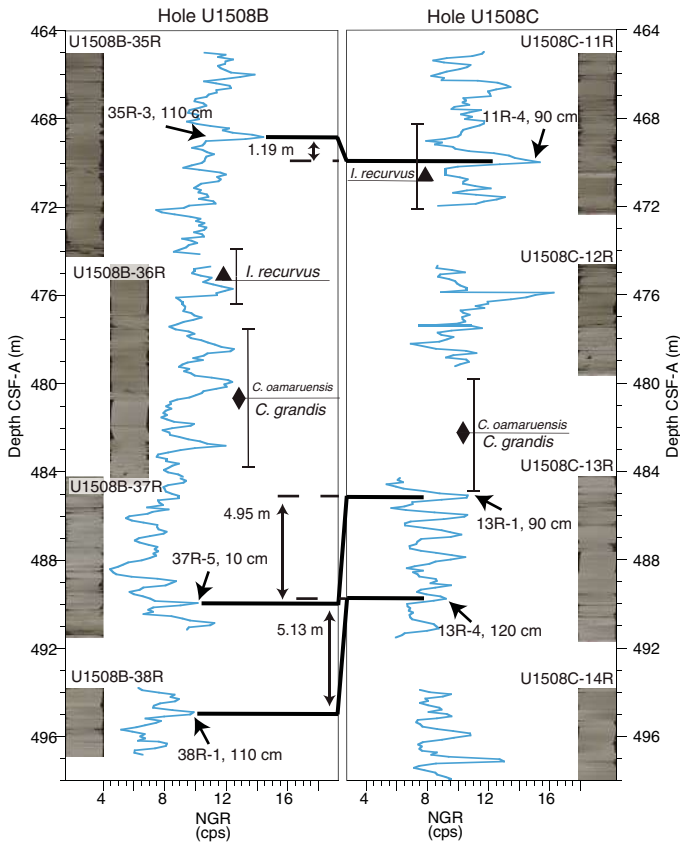 Hole U1508B
Hole U1508C
464
464
U1508B-35R
U1508C-11R
35R-3, 110 cm
11R-4, 90 cm
468
468
1.19 m
I. recurvus
472
472
U1508C-12R
U1508B-36R
I. recurvus
476
476
Depth CSF-A (m)
Depth CSF-A (m)
480
480
C. oamaruensis
C. grandis
C. oamaruensis
C. grandis
484
484
U1508C-13R
U1508B-37R
4.95 m
13R-1, 90 cm
488
488
37R-5, 10 cm
5.13 m
13R-4, 120 cm
492
492
U1508B-38R
U1508C-14R
496
496
38R-1, 110 cm
4
8
12
16
4
8
12
16
NGR
(cps)
NGR
(cps)